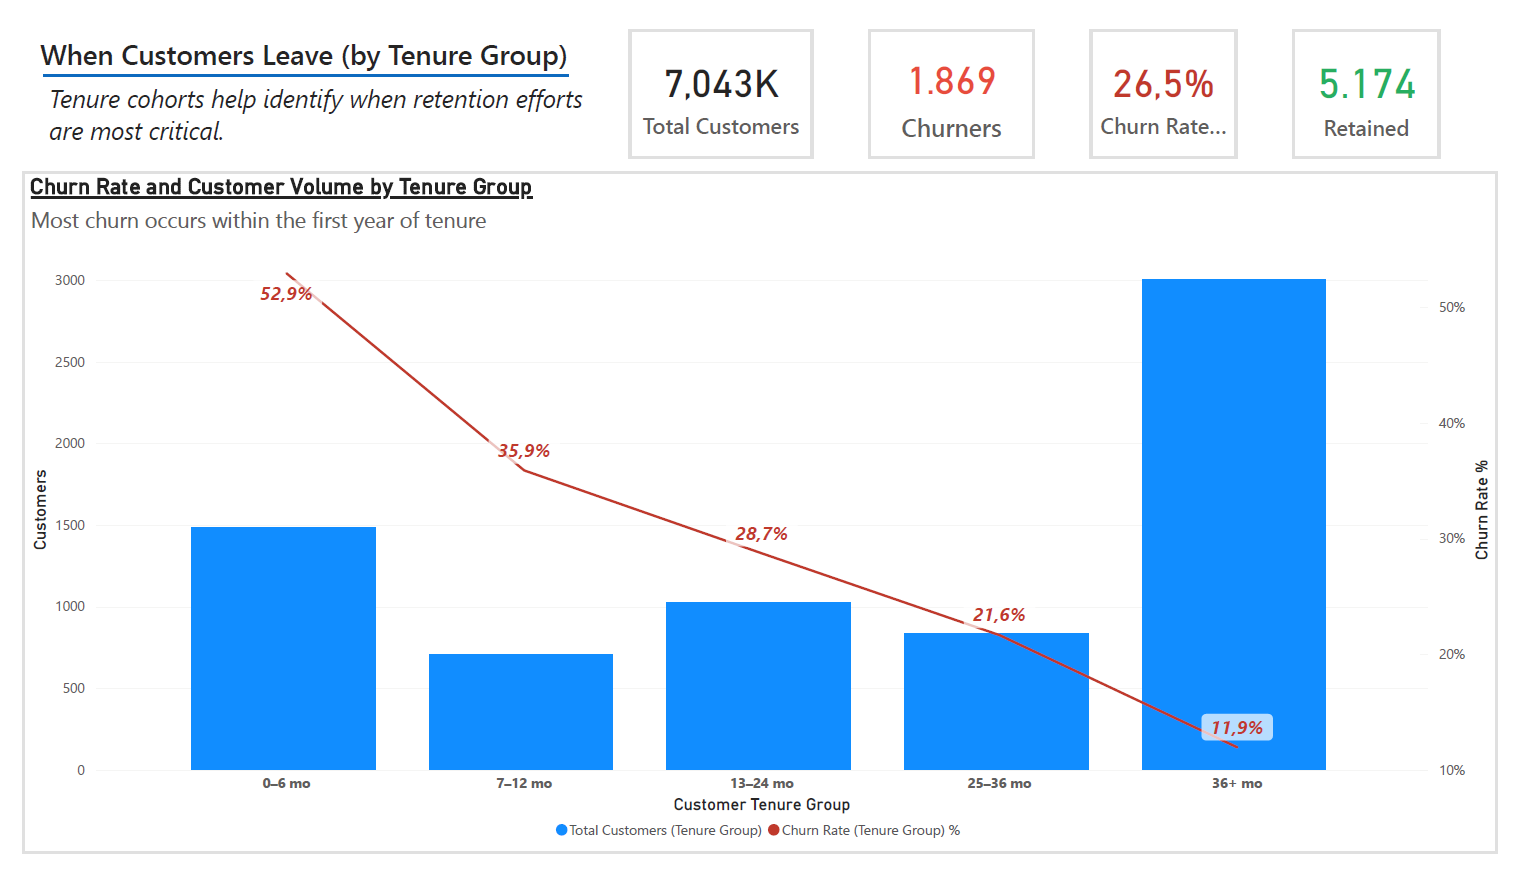 When Customers Leave (by Tenure Group)
Tenure cohorts help identify when retention efforts
are most critical.
7,043K
Total Customers
1.869
Churners
26,5%
Churn Rate...
5.174
Retained
Churn Rate and Customer Volume by Tenure Group
Most churn occurs within the first year of tenure
3000
2500
2000
1500
1000
500
0
Customers
52,9%
35,9%
28,7%
21,6%
11,9%
50%
40%
30%
20%
10%
Churn Rate %
0–6 mo
7–12 mo
13–24 mo
25–36 mo
36+ mo
Customer Tenure Group
Total Customers (Tenure Group)
Churn Rate (Tenure Group) %